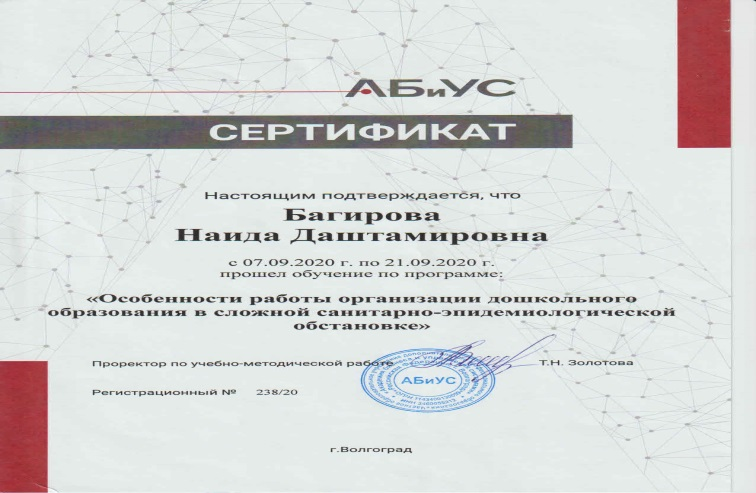 АБиУС
СЕРТИФИКАТ
Настоящим подтверждается, что
Багирова
Наида Даштамировна
с 07.09.2020 г. по 21.09.2020 г.
прошел обучение по программе:
«Особенности работы организации дошкольного
образования в сложной санитарно-эпидемиологической
обстановке»
Проректор по учебно-методической работе Т.Н. Золотова
АБиУС
Регистрационный № 238/20
г.Волгоград